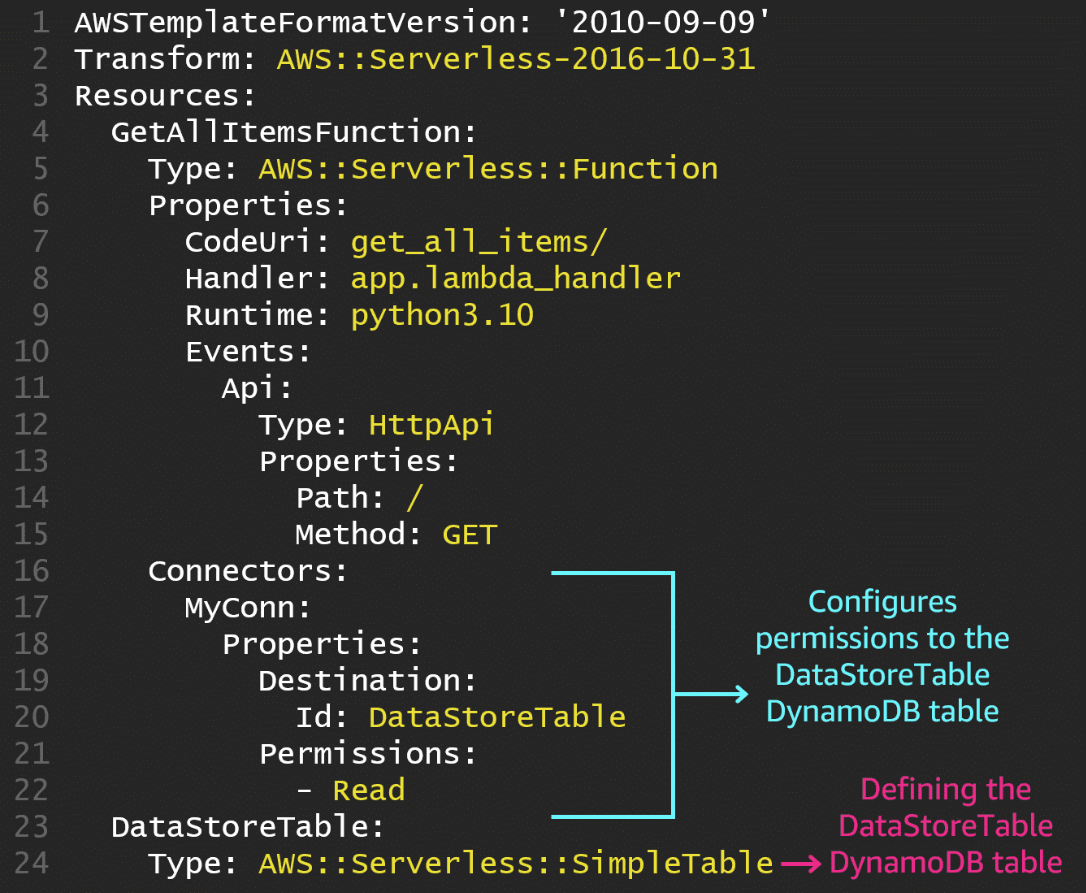 1 AWSTemplateFormatVersion: '2010-09-09'
2 Transform: AWS::Serverless-2016-10-31
3 Resources:
4   GetAllItemsFunction:
5     Type: AWS::Serverless::Function
6     Properties:
7       CodeUri: get_all_items/
8       Handler: app.lambda_handler
9       Runtime: python3.10
10       Events:
11         Api:
12           Type: HttpApi
13           Properties:
14             Path: /
15             Method: GET
16     Connectors:
17       MyConn:
18         Properties:
19           Destination:
20             Id: DataStoreTable
21           Permissions:
22             - Read
23   DataStoreTable:
24     Type: AWS::Serverless::SimpleTable
Configures
permissions to the
DataStoreTable
DynamoDB table
Defining the
DataStoreTable
DynamoDB table